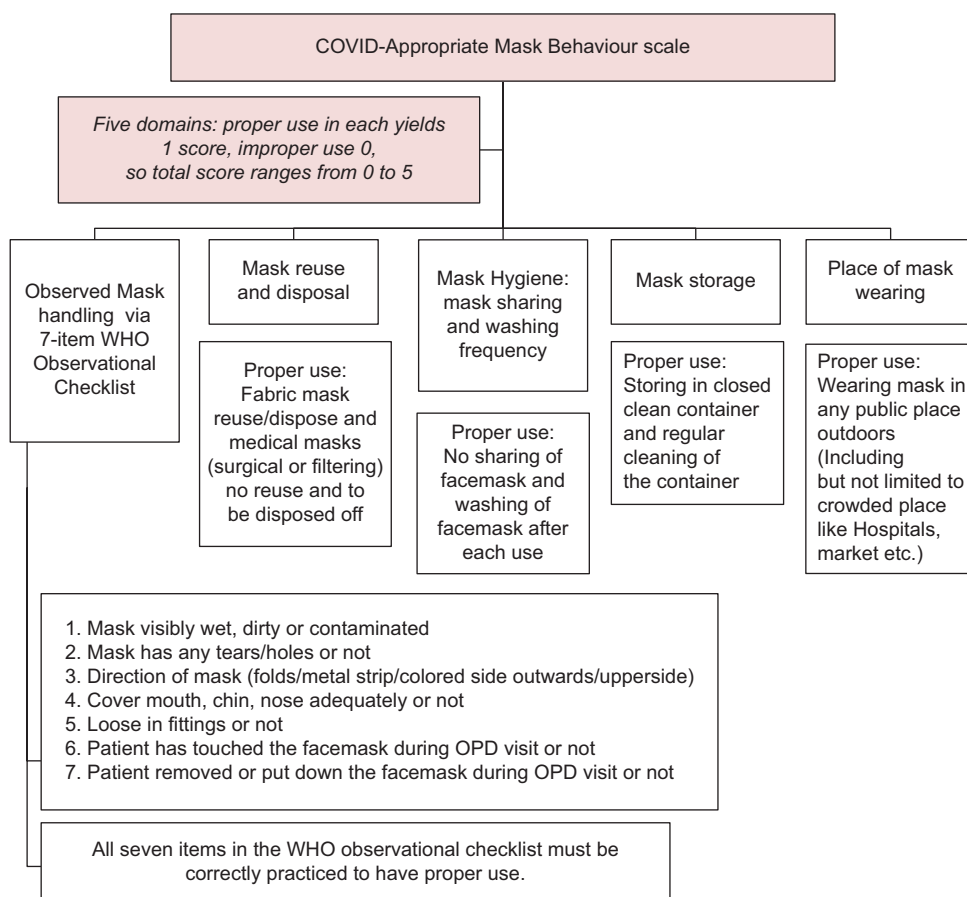 COVID-Appropriate Mask Behaviour scale
Five domains: proper use in each yields
1 score, improper use 0,
so total score ranges from 0 to 5
Observed Mask
handling via
7-item WHO
Observational
Checklist
Mask reuse
and disposal
Proper use:
Fabric mask
reuse/dispose and
medical masks
(surgical or filtering)
no reuse and to
be disposed off
Mask Hygiene:
mask sharing
and washing
frequency
Proper use:
No sharing of
facemask and
washing of
facemask after
each use
Mask storage
Proper use:
Storing in closed
clean container
and regular
cleaning of
the container
Place of mask
wearing
Proper use:
Wearing mask in
any public place
outdoors
(Including
but not limited to
crowded place
like Hospitals,
market etc.)
1. Mask visibly wet, dirty or contaminated
2. Mask has any tears/holes or not
3. Direction of mask (folds/metal strip/colored side outwards/upperside)
4. Cover mouth, chin, nose adequately or not
5. Loose in fittings or not
6. Patient has touched the facemask during OPD visit or not
7. Patient removed or put down the facemask during OPD visit or not
All seven items in the WHO observational checklist must be
correctly practiced to have proper use.